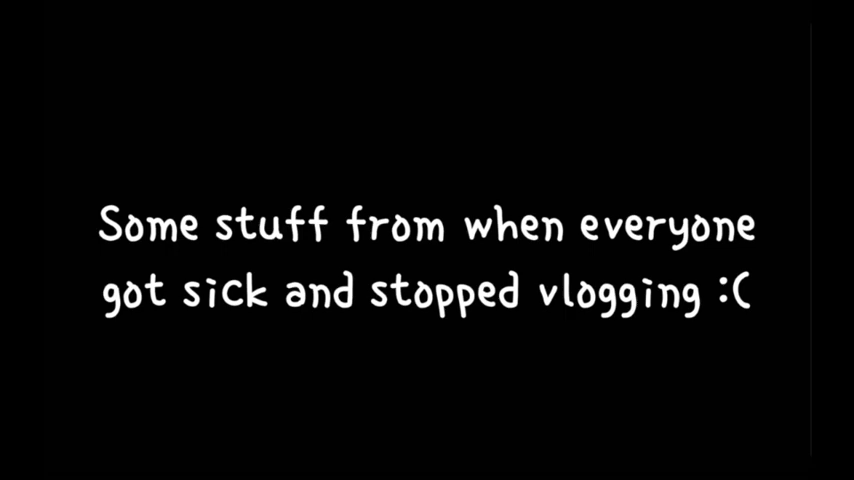 Some stuff from when everyone
got sick and stopped vlogging :(